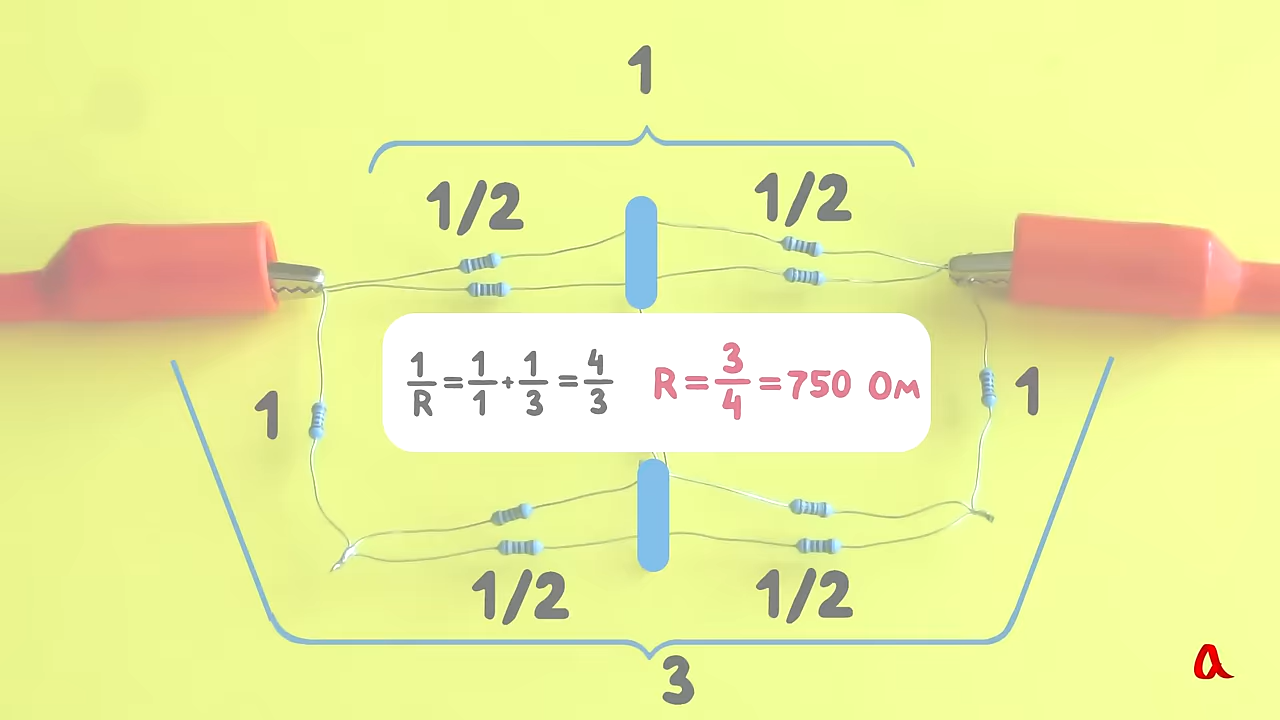 1
1/2 1/2
1/R = 1/1 + 1/3 = 4/3 R = 3/4 = 750 Ом
1 1
1/2 1/2
3
a